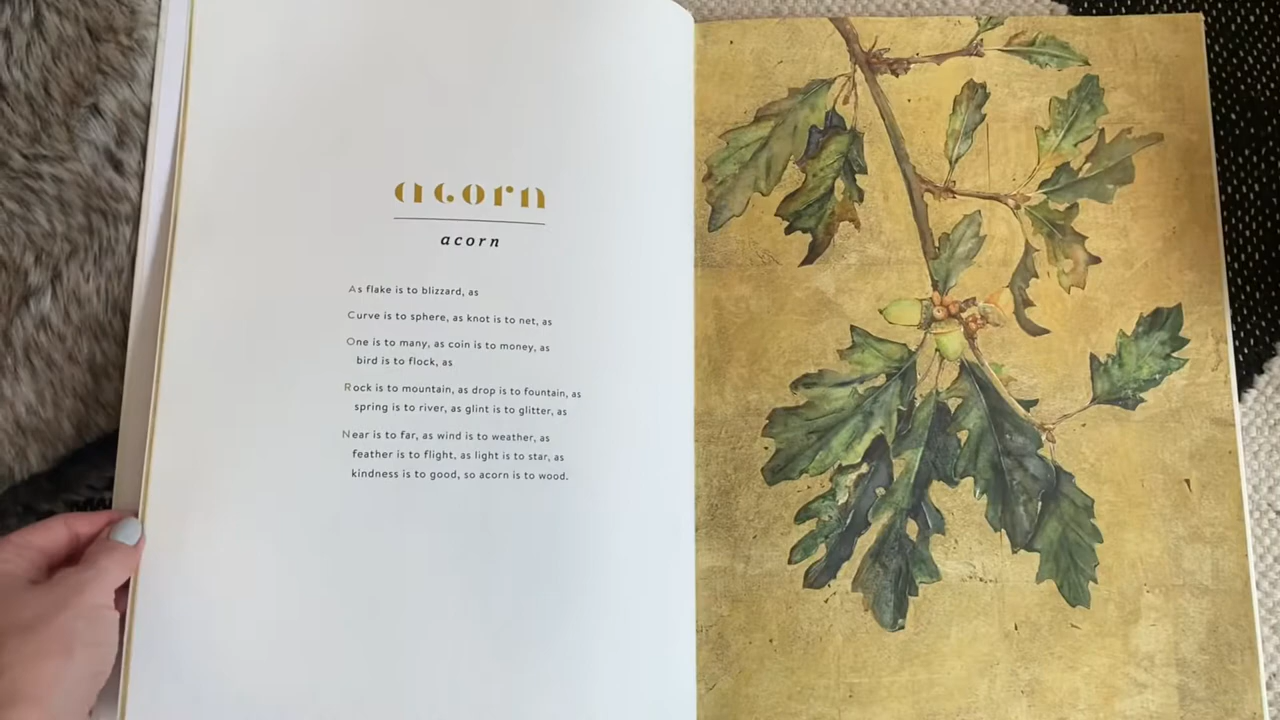 acorn
acorn
As flake is to blizzard, as
Curve is to sphere, as knot is to net, as
One is to many, as coin is to money, as
bird is to flock, as
Rock is to mountain, as drop is to fountain, as
spring is to river, as glint is to glitter, as
Near is to far, as wind is to weather, as
feather is to flight, as light is to star, as
kindness is to good, so acorn is to wood.